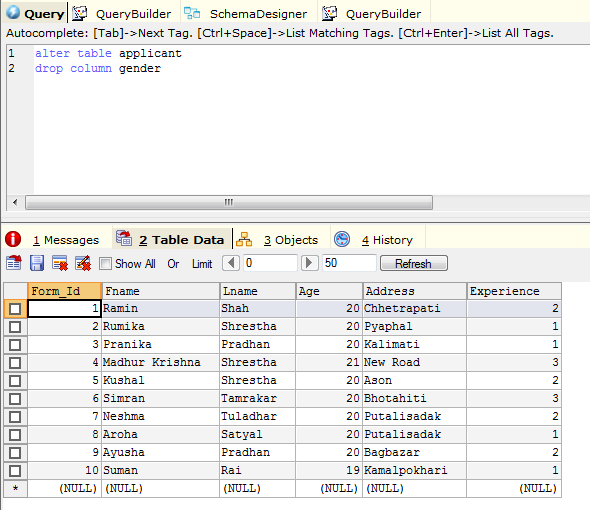 Query QueryBuilder SchemaDesigner QueryBuilder
Autocomplete: [Tab]->Next Tag. [Ctrl+Space]->List Matching Tags. [Ctrl+Enter]->List All Tags.
1 alter table applicant
2 drop column gender
1 Messages 2 Table Data 3 Objects 4 History
Show All Or Limit 0 50 Refresh
Form_Id Fname Lname Age Address Experience
1 Ramin Shah 20 Chhetrapati 2
2 Rumika Shrestha 20 Pyaphal 1
3 Pranika Pradhan 20 Kalimati 1
4 Madhur Krishna Shrestha 21 New Road 3
5 Kushal Shrestha 20 Ason 2
6 Simran Tamrakar 20 Bhotahiti 3
7 Neshma Tuladhar 20 Putalisadak 2
8 Aroha Satyal 20 Putalisadak 1
9 Ayusha Pradhan 20 Bagbazar 2
10 Suman Rai 19 Kamalpokhari 1
* (NULL) (NULL) (NULL) (NULL) (NULL) (NULL)